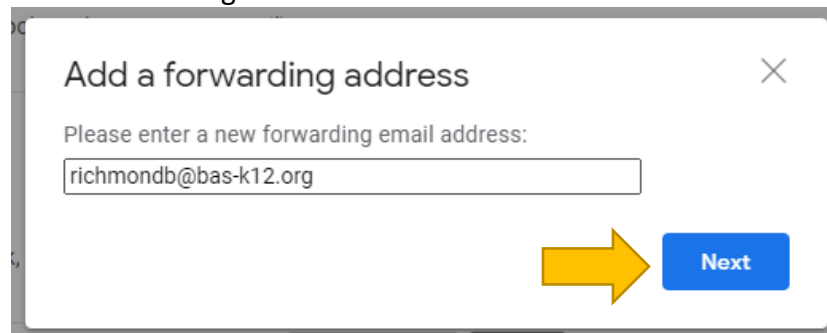 Add a forwarding address
Please enter a new forwarding email address:
richmondb@bas-k12.org
Next